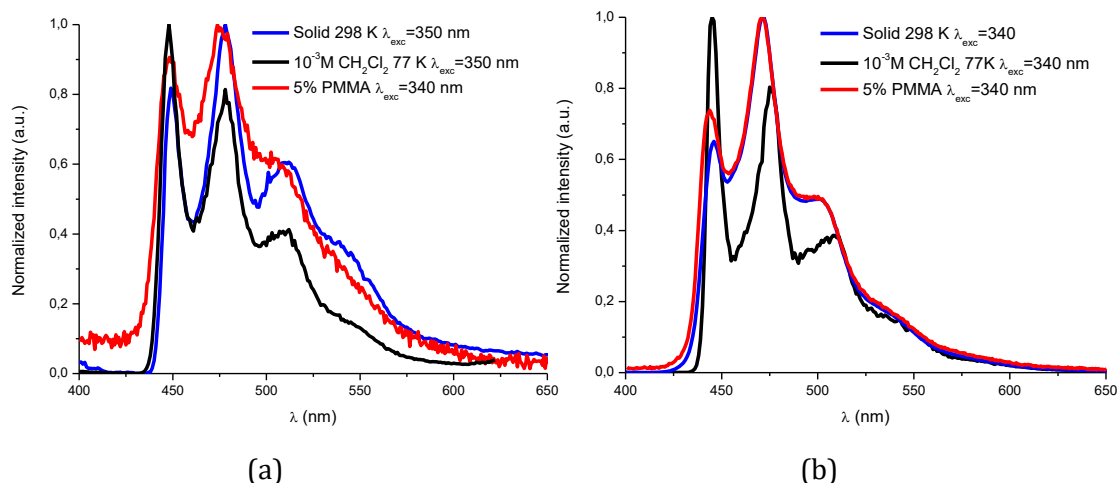 Solid 298 K λexc=350 nm
10⁻³M CH₂Cl₂ 77 K λexc=350 nm
5% PMMA λexc=340 nm
Normalized intensity (a.u.)
1,0
0,8
0,6
0,4
0,2
0,0
400 450 500 550 600 650
λ (nm)
(a)
Solid 298 K λexc=340
10⁻³M CH₂Cl₂ 77K λexc=340 nm
5% PMMA λexc=340 nm
Normalized intensity (a.u.)
1,0
0,8
0,6
0,4
0,2
0,0
400 450 500 550 600 650
λ (nm)
(b)